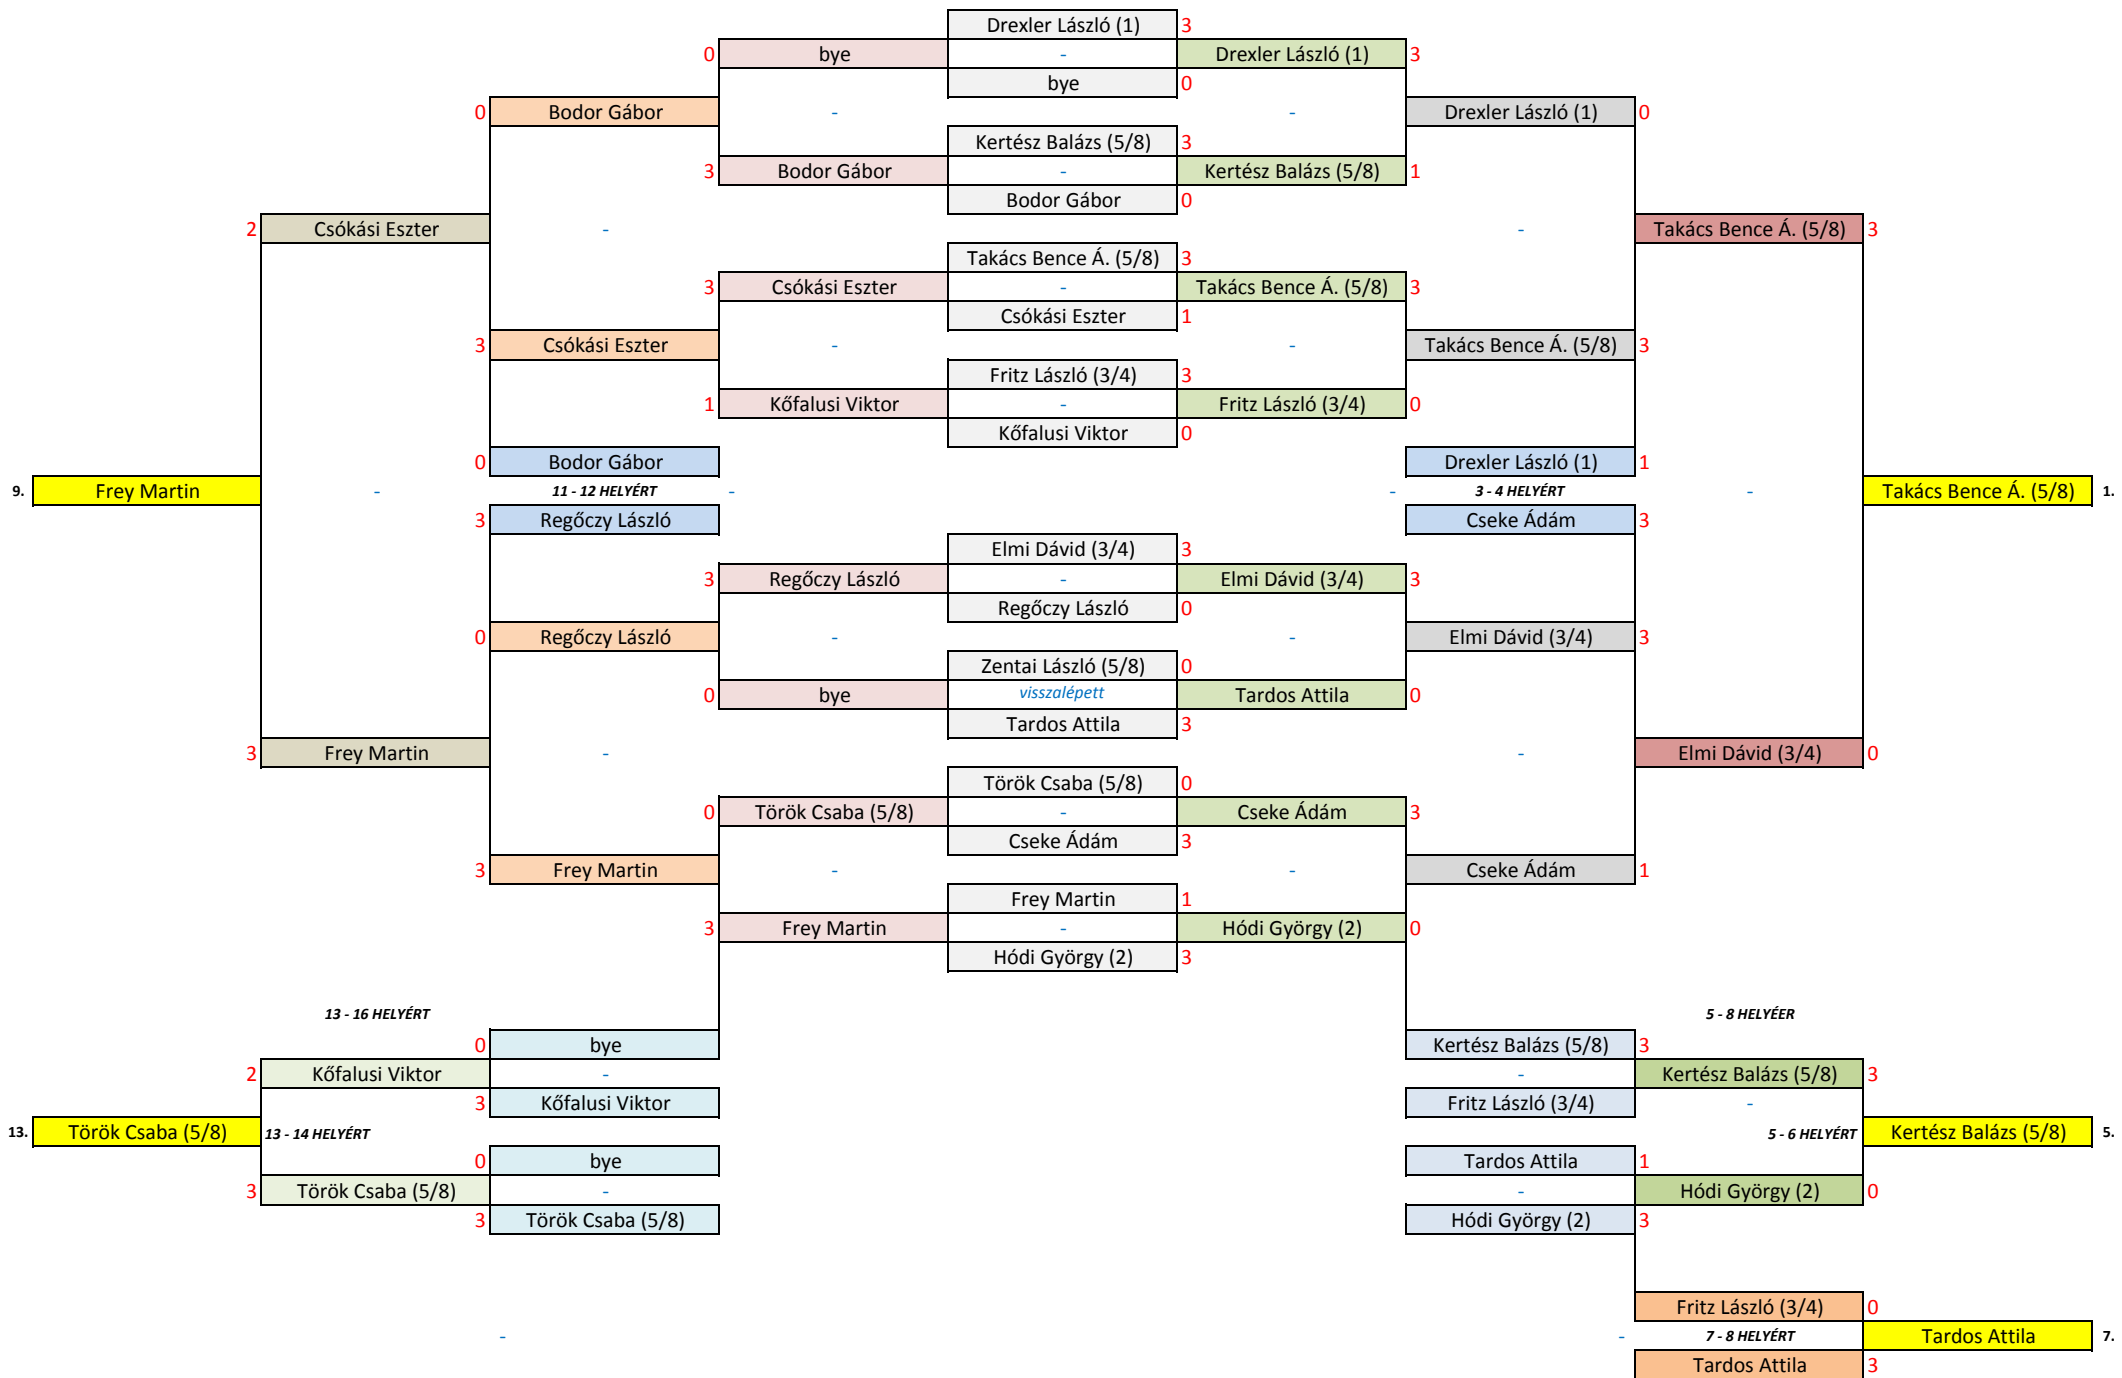 Drexler László (1) 3
0 bye - Drexler László (1) 3
bye 0
0 Bodor Gábor - - Drexler László (1) 0
Kertész Balázs (5/8) 3
3 Bodor Gábor - Kertész Balázs (5/8) 1
Bodor Gábor 0
2 Csókási Eszter - - Takács Bence Á. (5/8) 3
Takács Bence Á. (5/8) 3
3 Csókási Eszter - Takács Bence Á. (5/8) 3
Csókási Eszter 1
3 Csókási Eszter - - Takács Bence Á. (5/8) 3
Fritz László (3/4) 3
1 Kőfalusi Viktor - Fritz László (3/4) 0
Kőfalusi Viktor 0
0 Bodor Gábor Drexler László (1) 1
9. Frey Martin - 11 - 12 HELYÉRT - - 3 - 4 HELYÉRT - Takács Bence Á. (5/8) 1.
3 Regőczy László Cseke Ádám 3
Elmi Dávid (3/4) 3
3 Regőczy László - Elmi Dávid (3/4) 3
Regőczy László 0
0 Regőczy László - - Elmi Dávid (3/4) 3
Zentai László (5/8) 0
0 bye visszalépett Tardos Attila 0
Tardos Attila 3
3 Frey Martin - - Elmi Dávid (3/4) 0
Török Csaba (5/8) 0
0 Török Csaba (5/8) - Cseke Ádám 3
Cseke Ádám 3
3 Frey Martin - - Cseke Ádám 1
Frey Martin 1
3 Frey Martin - Hódi György (2) 0
Hódi György (2) 3
13 - 16 HELYÉRT 5 - 8 HELYÉER
0 bye Kertész Balázs (5/8) 3
2 Kőfalusi Viktor - - Kertész Balázs (5/8) 3
3 Kőfalusi Viktor Fritz László (3/4) -
13. Török Csaba (5/8) 13 - 14 HELYÉRT 5 - 6 HELYÉRT Kertész Balázs (5/8) 5.
0 bye Tardos Attila 1
3 Török Csaba (5/8) - - Hódi György (2) 0
3 Török Csaba (5/8) Hódi György (2) 3
Fritz László (3/4) 0
- - 7 - 8 HELYÉRT Tardos Attila 7.
Tardos Attila 3